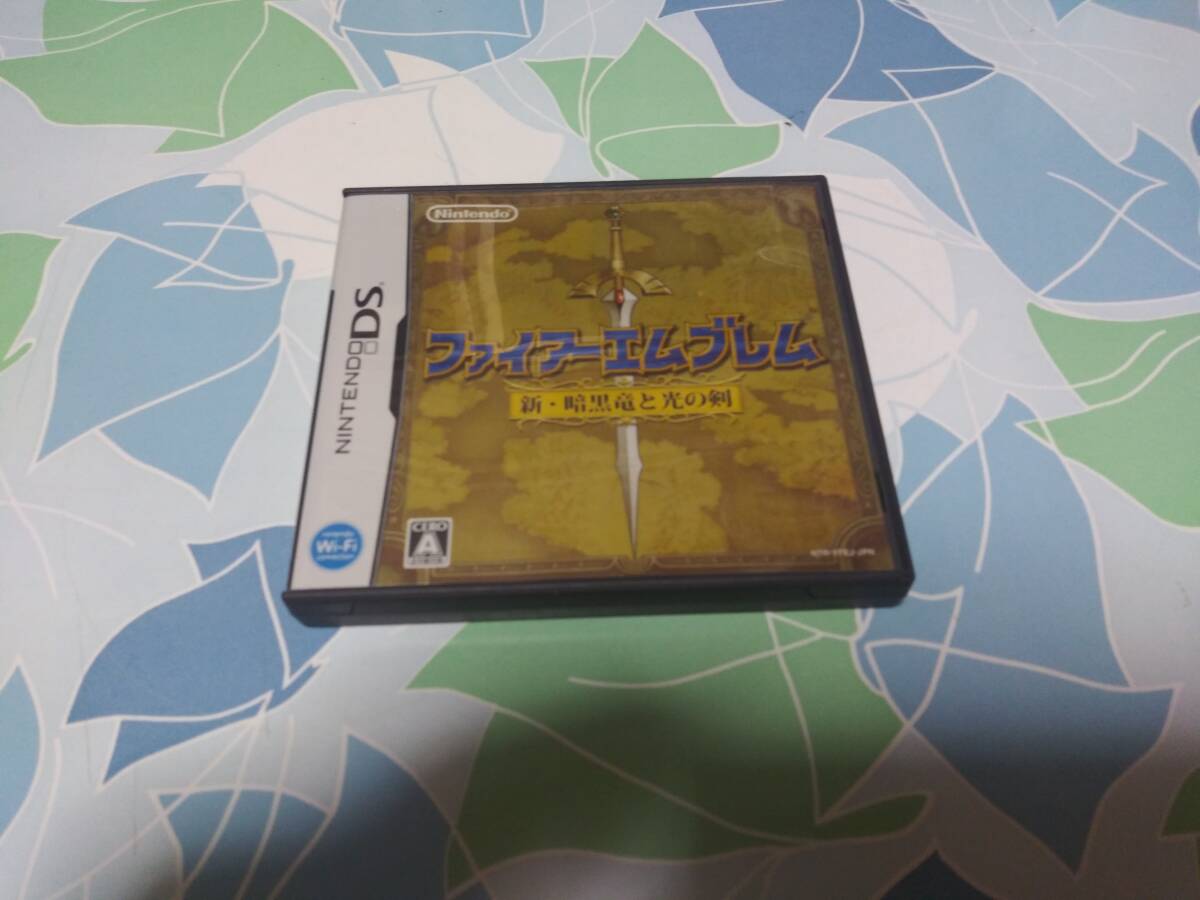 Nintendo
NINTENDO DS
ファイアーエムブレム
新・暗黒竜と光の剣
Wi-Fi
CERO
A